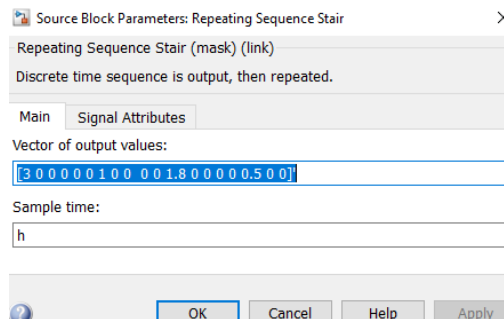 Source Block Parameters: Repeating Sequence Stair
Repeating Sequence Stair (mask) (link)
Discrete time sequence is output, then repeated.
Main Signal Attributes
Vector of output values:
[3 0 0 0 0 0 1 0 0  0 0 1.8 0 0 0 0 0.5 0 0]'
Sample time:
h
OK Cancel Help Apply